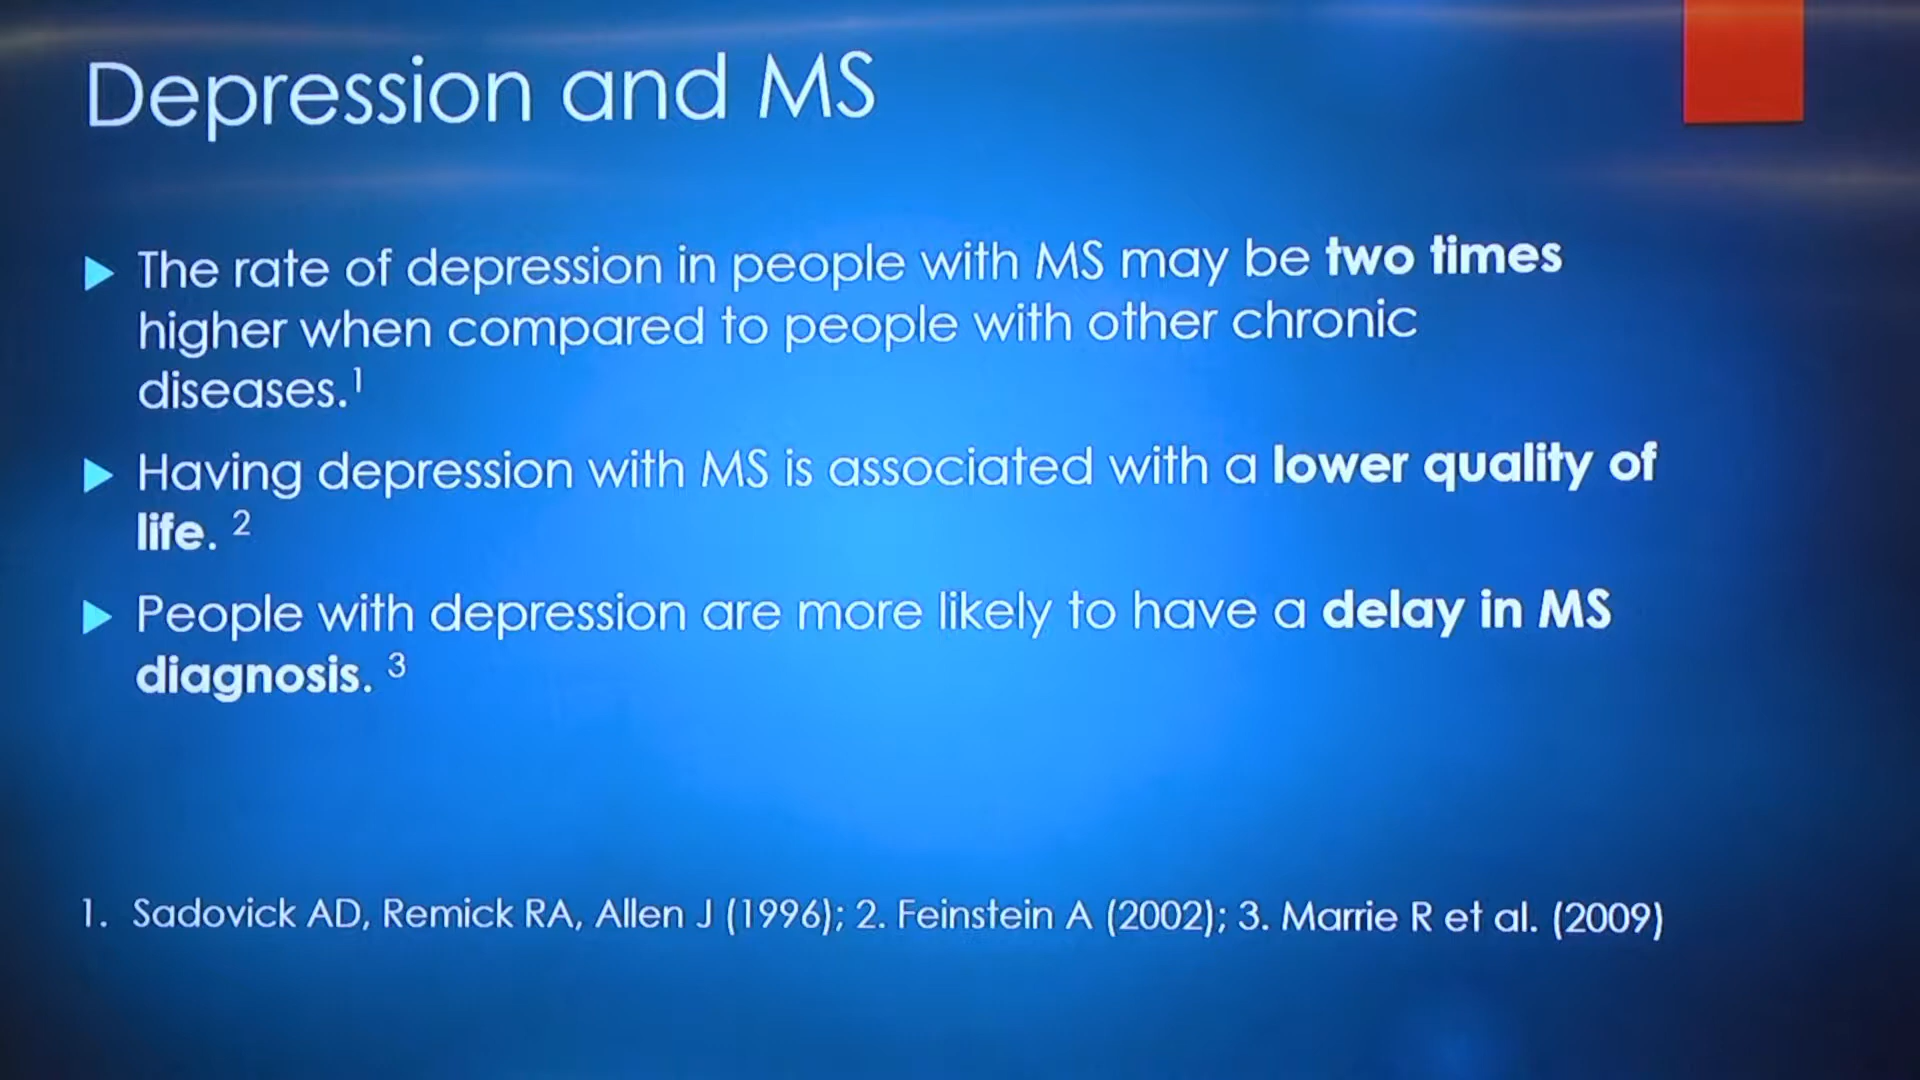 Depression and MS
The rate of depression in people with MS may be two times
higher when compared to people with other chronic
diseases.1
Having depression with MS is associated with a lower quality of
life. 2
People with depression are more likely to have a delay in MS
diagnosis. 3
1. Sadovick AD, Remick RA, Allen J (1996); 2. Feinstein A (2002); 3. Marrie R et al. (2009)